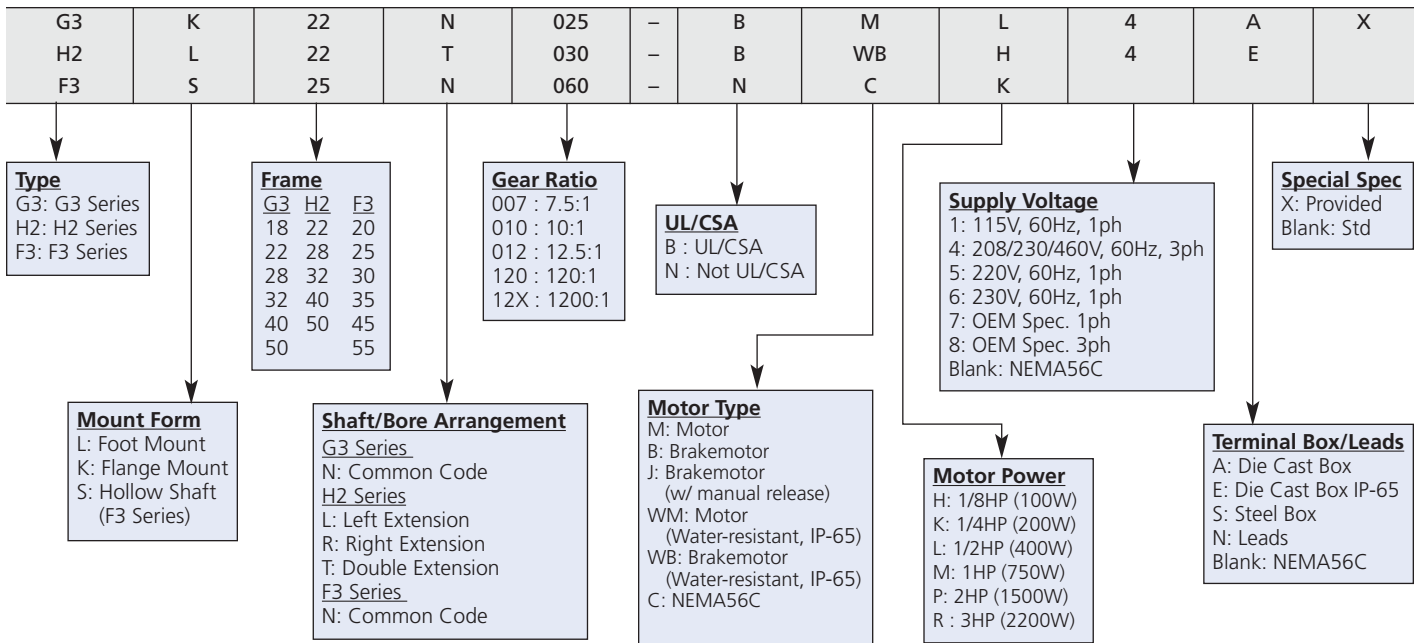 G3 K 22 N 025 – B M L 4 A X
H2 L 22 T 030 – B WB H 4 E
F3 S 25 N 060 – N C K
Type
G3: G3 Series
H2: H2 Series
F3: F3 Series
Frame
G3 H2 F3
18 22 20
22 28 25
28 32 30
32 40 35
40 50 45
50 55
Gear Ratio
007 : 7.5:1
010 : 10:1
012 : 12.5:1
120 : 120:1
12X : 1200:1
UL/CSA
B : UL/CSA
N : Not UL/CSA
Supply Voltage
1: 115V, 60Hz, 1ph
4: 208/230/460V, 60Hz, 3ph
5: 220V, 60Hz, 1ph
6: 230V, 60Hz, 1ph
7: OEM Spec. 1ph
8: OEM Spec. 3ph
Blank: NEMA56C
Special Spec
X: Provided
Blank: Std
Mount Form
L: Foot Mount
K: Flange Mount
S: Hollow Shaft
(F3 Series)
Shaft/Bore Arrangement
G3 Series
N: Common Code
H2 Series
L: Left Extension
R: Right Extension
T: Double Extension
F3 Series
N: Common Code
Motor Type
M: Motor
B: Brakemotor
J: Brakemotor
(w/ manual release)
WM: Motor
(Water-resistant, IP-65)
WB: Brakemotor
(Water-resistant, IP-65)
C: NEMA56C
Motor Power
H: 1/8HP (100W)
K: 1/4HP (200W)
L: 1/2HP (400W)
M: 1HP (750W)
P: 2HP (1500W)
R : 3HP (2200W)
Terminal Box/Leads
A: Die Cast Box
E: Die Cast Box IP-65
S: Steel Box
N: Leads
Blank: NEMA56C